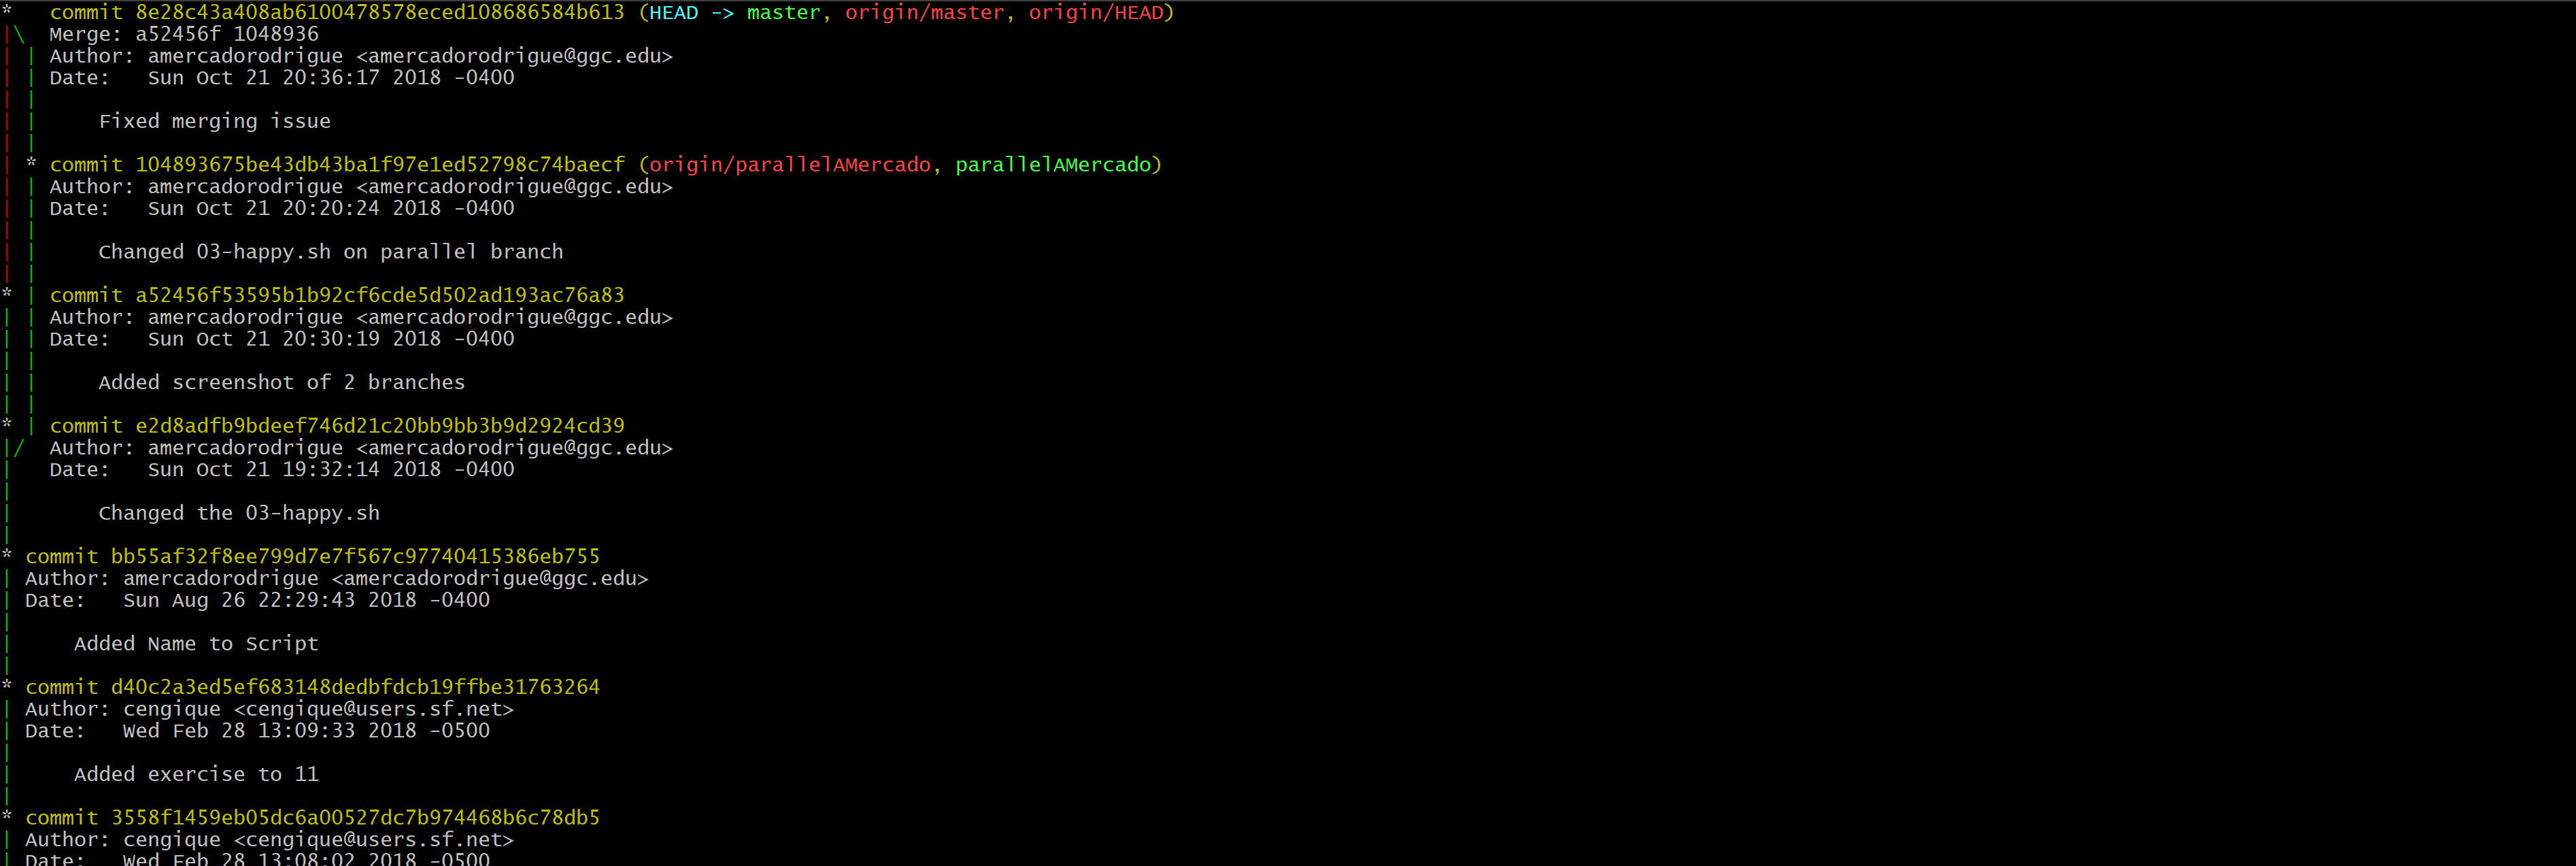 *   commit 8e28c43a408ab6100478578eced108686584b613 (HEAD -> master, origin/master, origin/HEAD)
|\  Merge: a52456f 1048936
| | Author: amercadorodrigue <amercadorodrigue@ggc.edu>
| | Date:   Sun Oct 21 20:36:17 2018 -0400
| |
| |     Fixed merging issue
| |
| * commit 104893675be43db43ba1f97e1ed52798c74baecf (origin/parallelAMercado, parallelAMercado)
| | Author: amercadorodrigue <amercadorodrigue@ggc.edu>
| | Date:   Sun Oct 21 20:20:24 2018 -0400
| |
| |     Changed 03-happy.sh on parallel branch
| |
* | commit a52456f53595b1b92cf6cde5d502ad193ac76a83
| | Author: amercadorodrigue <amercadorodrigue@ggc.edu>
| | Date:   Sun Oct 21 20:30:19 2018 -0400
| |
| |     Added screenshot of 2 branches
| |
* | commit e2d8adfb9bdeef746d21c20bb9bb3b9d2924cd39
|/  Author: amercadorodrigue <amercadorodrigue@ggc.edu>
|   Date:   Sun Oct 21 19:32:14 2018 -0400
|
|       Changed the 03-happy.sh
|
* commit bb55af32f8ee799d7e7f567c97740415386eb755
| Author: amercadorodrigue <amercadorodrigue@ggc.edu>
| Date:   Sun Aug 26 22:29:43 2018 -0400
|
|     Added Name to Script
|
* commit d40c2a3ed5ef683148dedbfdcb19ffbe31763264
| Author: cengique <cengique@users.sf.net>
| Date:   Wed Feb 28 13:09:33 2018 -0500
|
|     Added exercise to 11
|
* commit 3558f1459eb05dc6a00527dc7b974468b6c78db5
| Author: cengique <cengique@users.sf.net>
| Date:   Wed Feb 28 13:08:02 2018 -0500